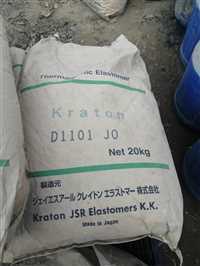 Thermoplastic Elastomer
Kraton
D1101 JO
Net 20kg
製造元
ジェイエスアール クレイトン エラストマー 株式会社
Kraton JSR Elastomers K.K.
Made in Japan